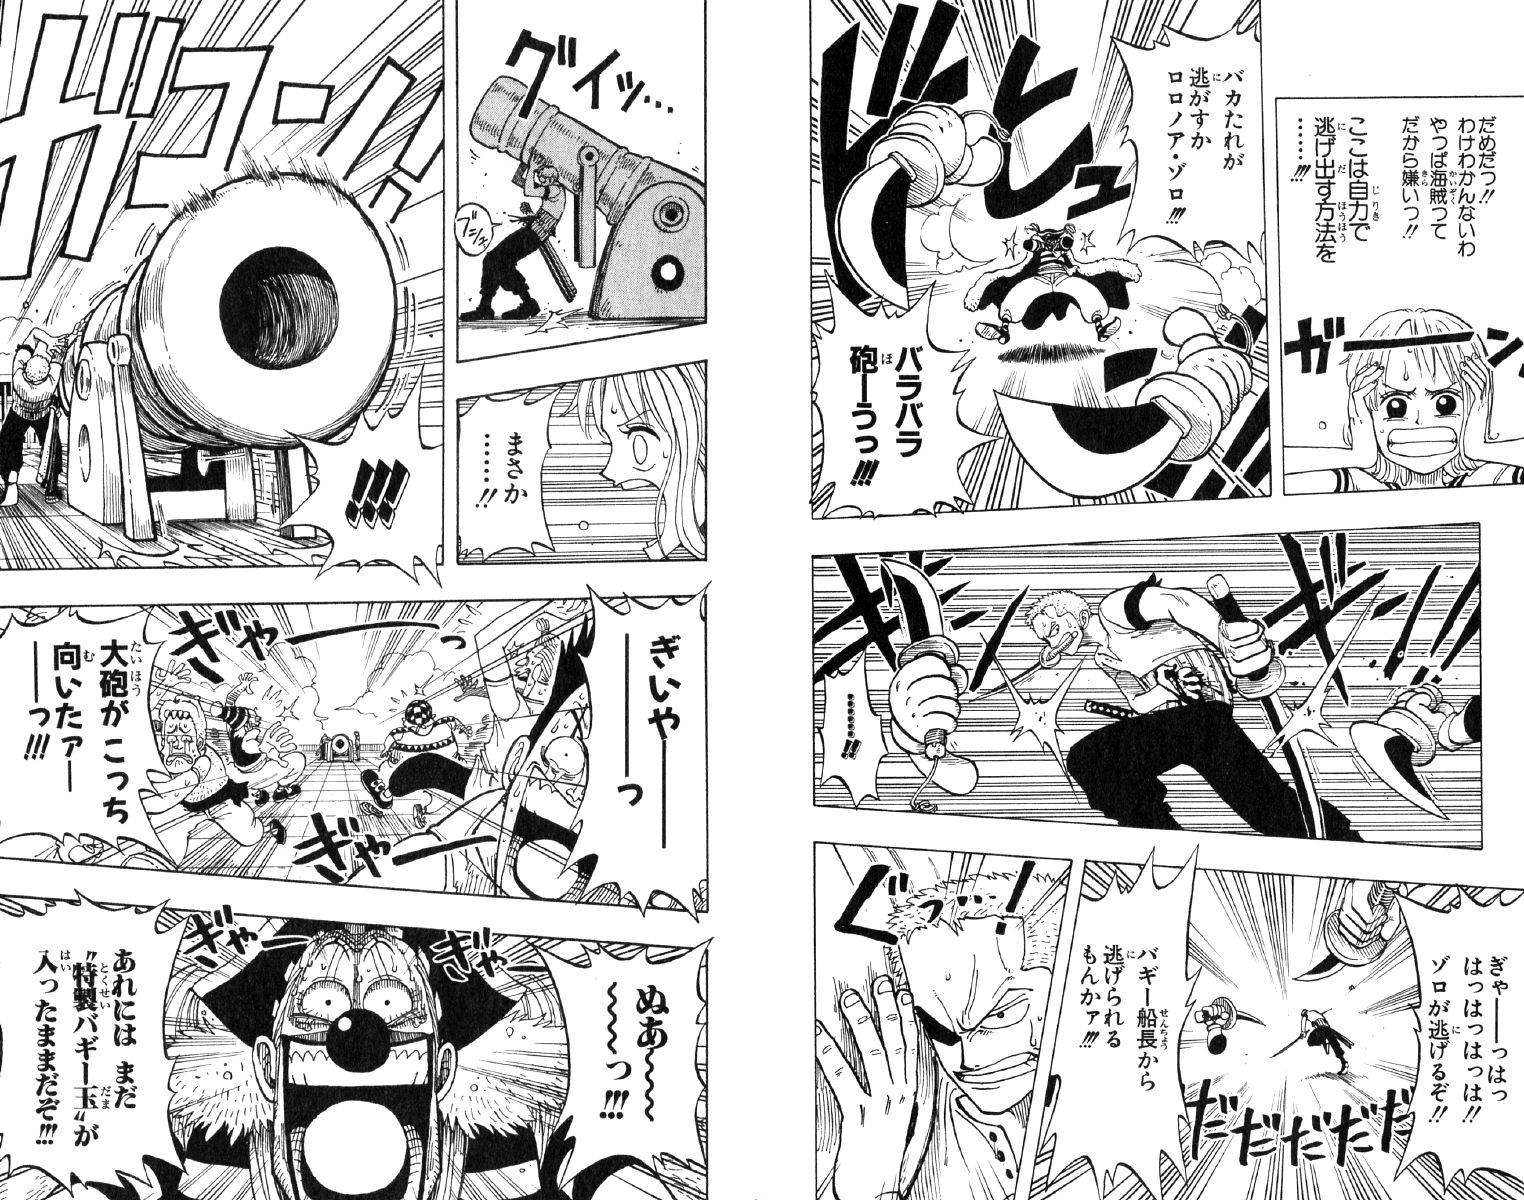 だめだっ!!
わけわかんないわ
やっぱ海賊って
だから嫌いっ!!
ここは自力で
逃げ出す方法を
……!!!
ガーン
バカたれが
逃がすか
ロロノア・ゾロ!!!
ドヒュ
バラバラ
砲ーうっ!!!
ギィン!!
ギィン!!
………!!
ぎゃーーっはっ
はっはっはっはっは!!
ゾロが逃げるぞ!!
だだだだだ
バギー船長から
逃げられる
もんかァ!!!
ぐっ…!
グイッ…
ブシュ
まさか
……!!
ガコーン!!
!!!!
ぎいやーー
ーーっ
ぎゃーーっ
ぎゃーー
大砲が こっち
向いたァー
ーーっ!!!
ぬあ～～～
～～～っ!!!
ぎゃー
ぎゃー
あれには まだ
“特製バギー玉”が
入ったままだぞ!!!